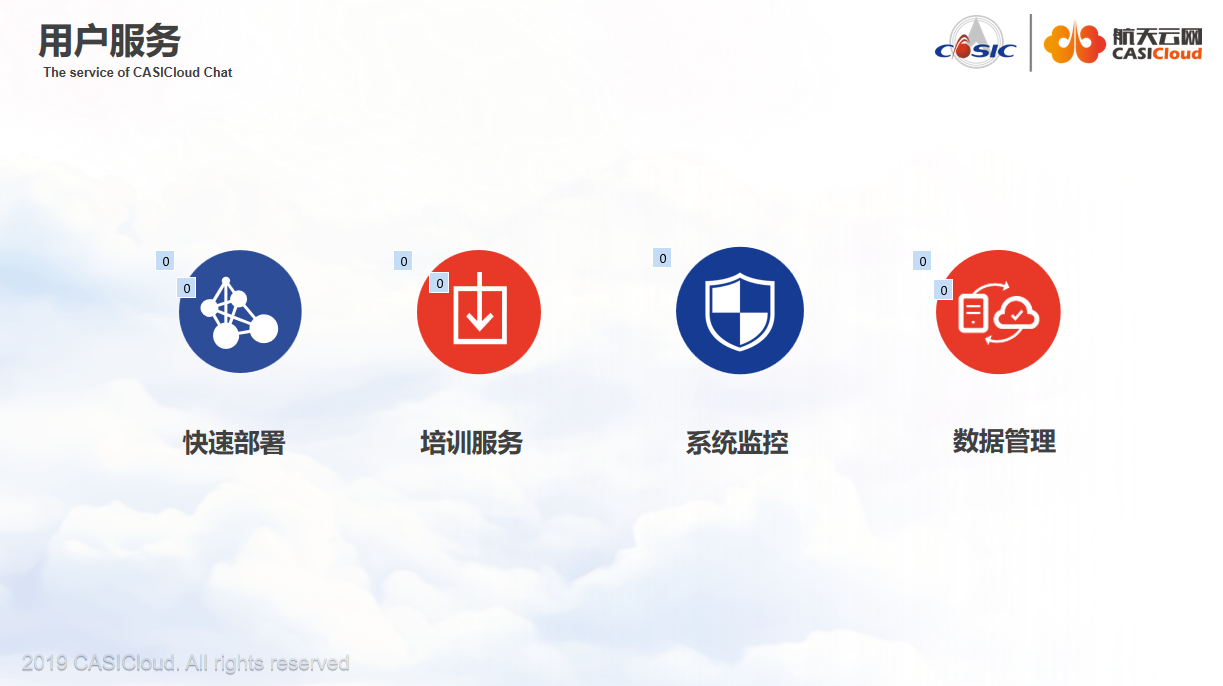 用户服务
The service of CASICloud Chat
CASIC
航天云网
CASICloud
0
0
0
0
0
0
0
快速部署
培训服务
系统监控
数据管理
2019 CASICloud. All rights reserved